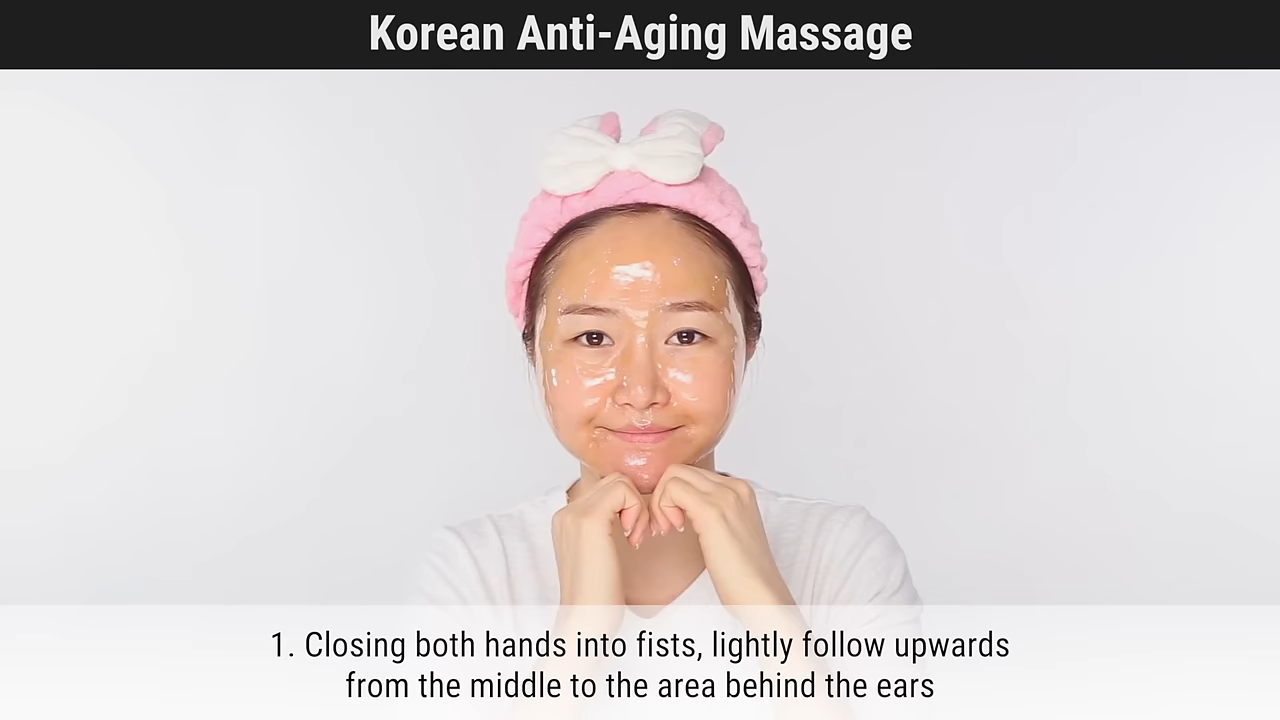 Korean Anti-Aging Massage
1. Closing both hands into fists, lightly follow upwards
from the middle to the area behind the ears